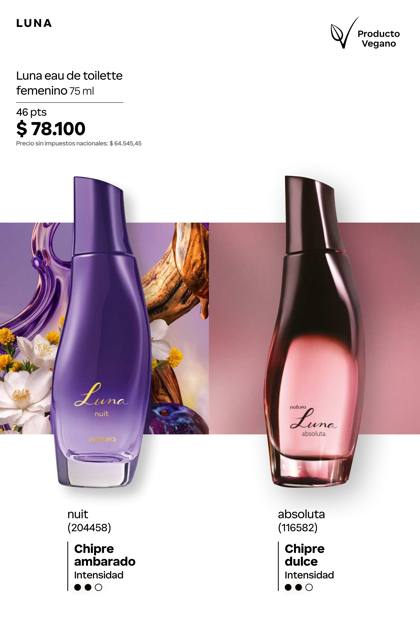 LUNA
Producto
Vegano
Luna eau de toilette
femenino 75 ml
46 pts
$ 78.100
Precio sin impuestos nacionales: $ 64.545,45
Luna
nuit
natura
natura
Luna
absoluta
nuit
(204458)
Chipre
ambarado
Intensidad
absoluta
(116582)
Chipre
dulce
Intensidad